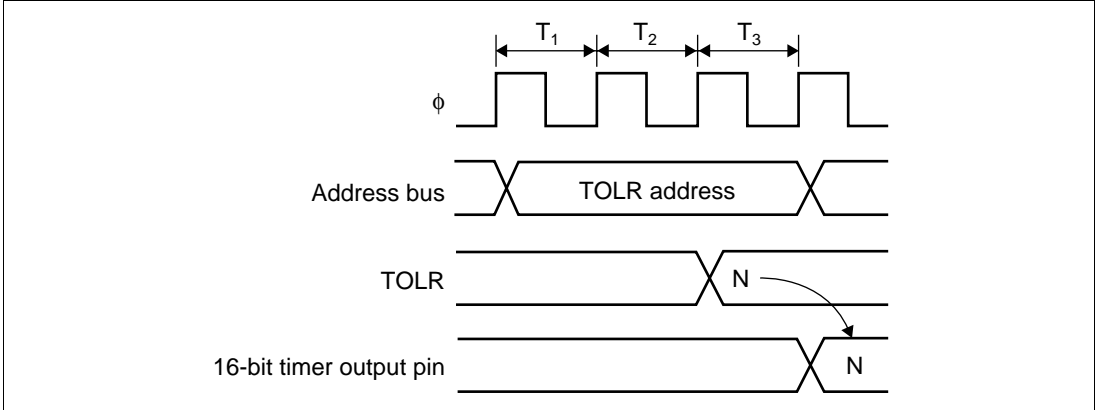 T₁ T₂ T₃
φ
Address bus TOLR address
TOLR N
16-bit timer output pin N